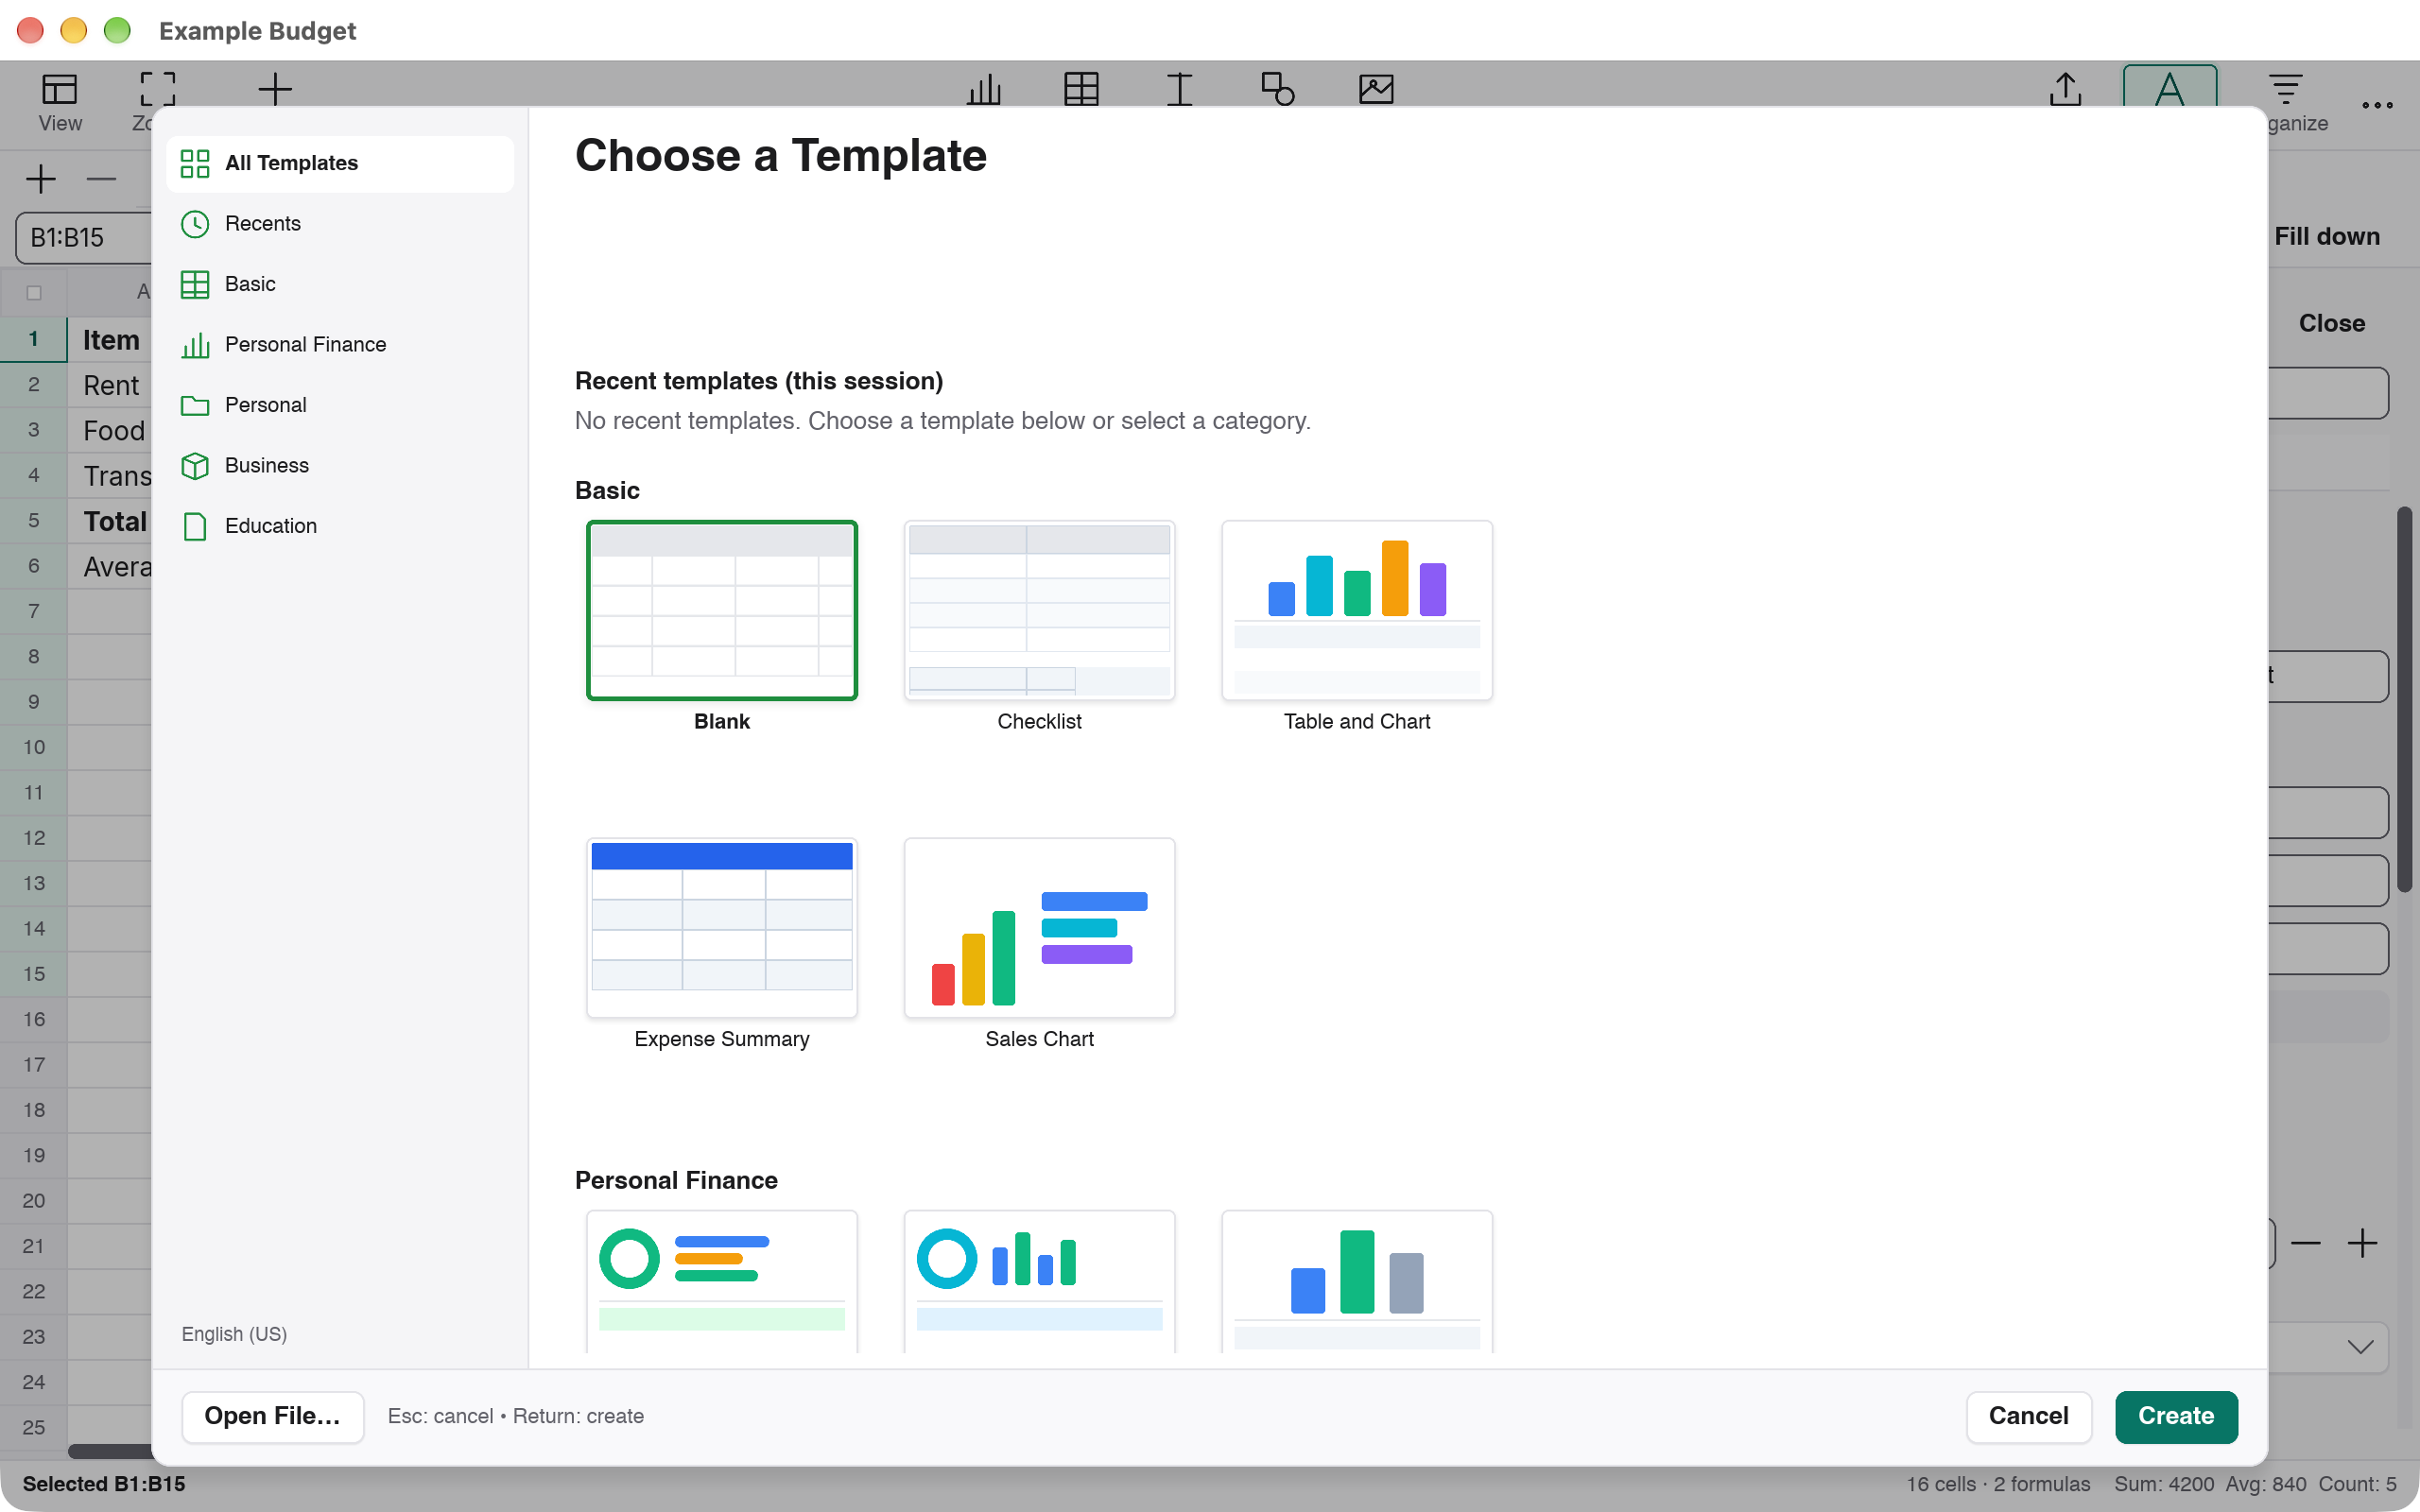 Example Budget
View
B1:B15
Fill down
Close
1 Item
2 Rent
3 Food
4
5 Total
6
7
8
9
10
11
12
13
14
15
16
17
18
19
20
21
22
23
24
25
All Templates
Recents
Basic
Personal Finance
Personal
Business
Education
English (US)
Choose a Template
Recent templates (this session)
No recent templates. Choose a template below or select a category.
Basic
Blank
Checklist
Table and Chart
Expense Summary
Sales Chart
Personal Finance
Open File...
Esc: cancel • Return: create
Cancel
Create
Selected B1:B15
16 cells · 2 formulas Sum: 4200 Avg: 840 Count: 5